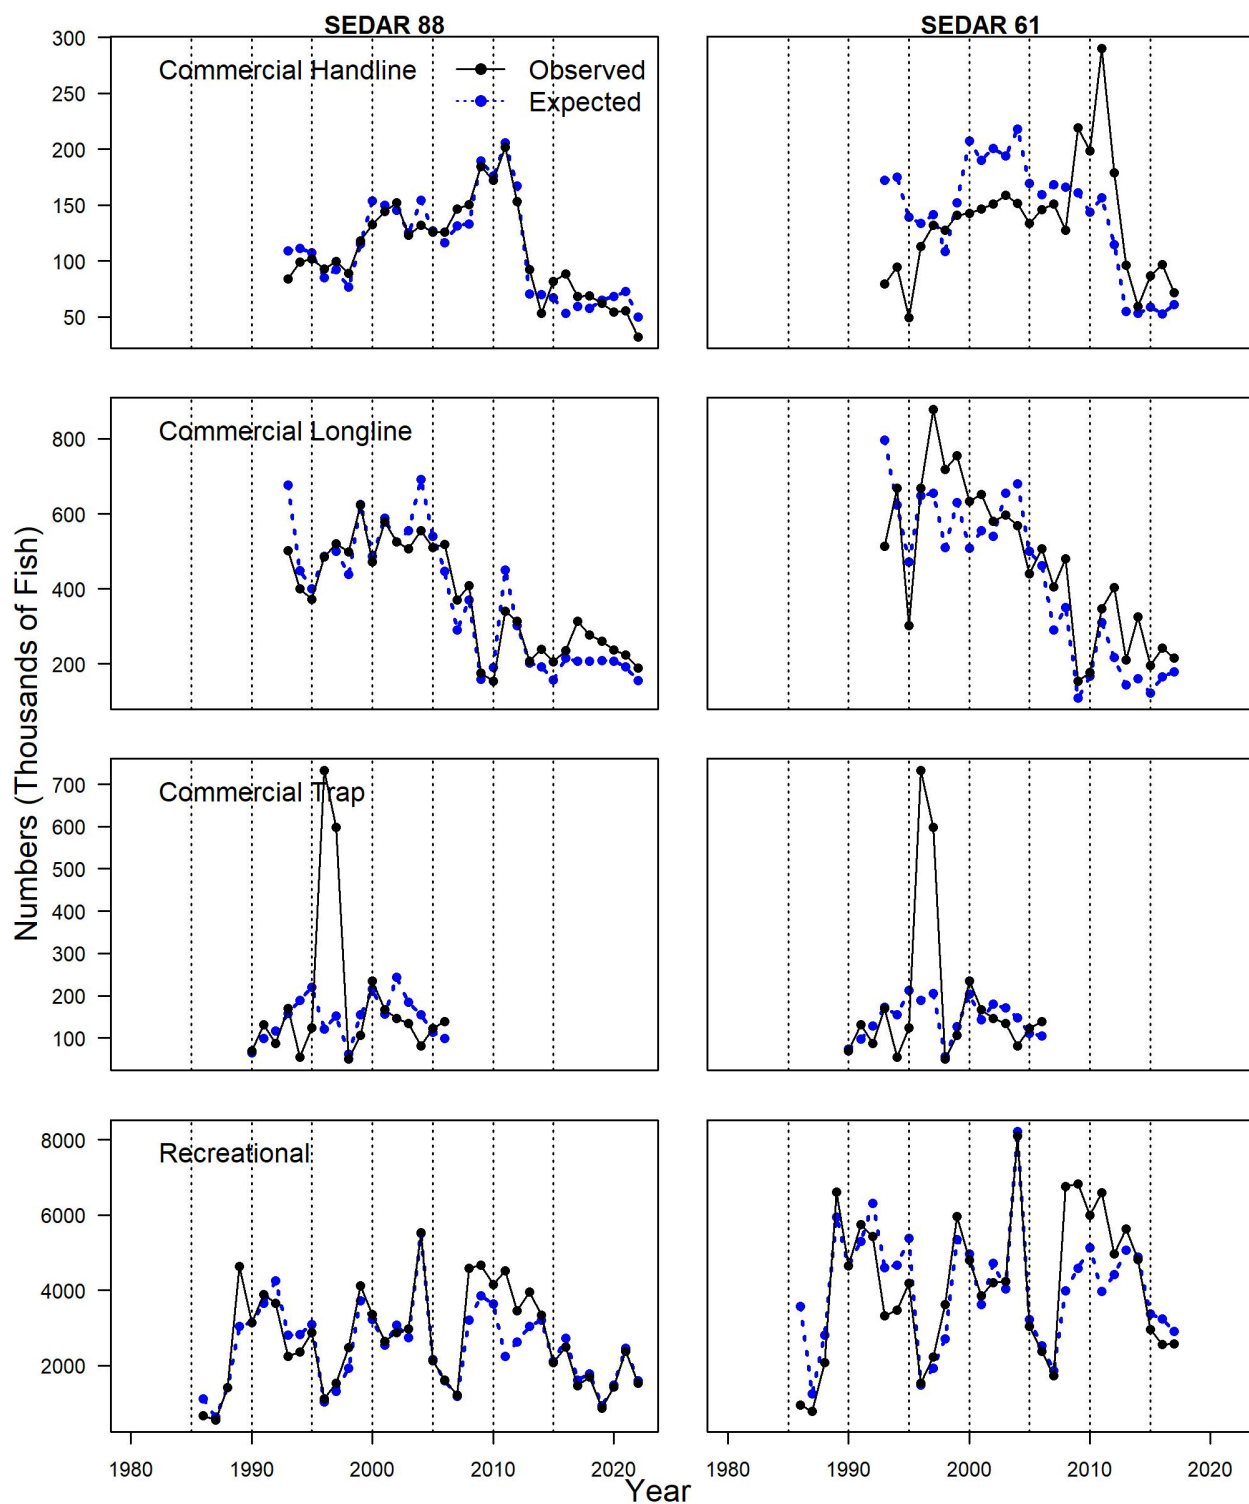 SEDAR 88
SEDAR 61
Commercial Handline
Observed
Expected
300
250
200
150
100
50
Commercial Longline
800
600
400
200
Commercial Trap
700
600
500
400
300
200
100
Recreational
8000
6000
4000
2000
Numbers (Thousands of Fish)
1980 1990 2000 2010 2020
1980 1990 2000 2010 2020
Year